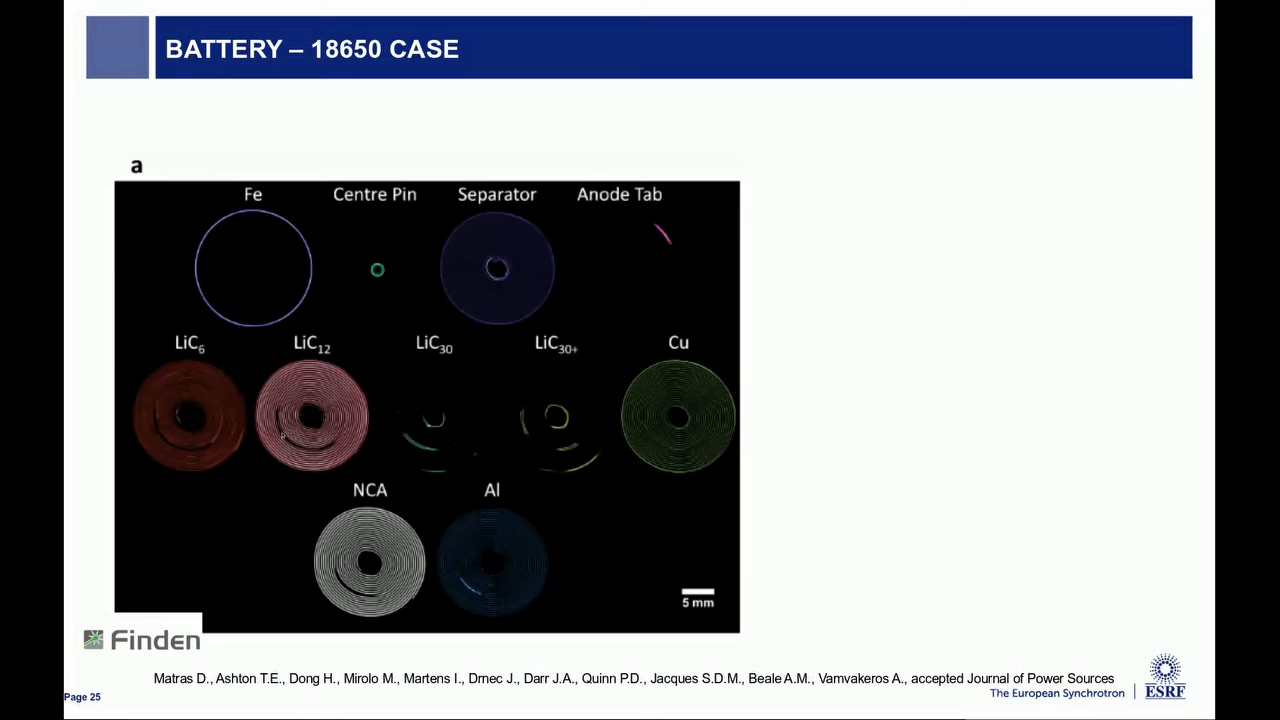 BATTERY – 18650 CASE
a
Fe Centre Pin Separator Anode Tab
LiC6 LiC12 LiC30 LiC30+ Cu
NCA Al
5 mm
Finden
Matras D., Ashton T.E., Dong H., Mirolo M., Martens I., Drnec J., Darr J.A., Quinn P.D., Jacques S.D.M., Beale A.M., Vamvakeros A., accepted Journal of Power Sources
Page 25
The European Synchrotron
ESRF